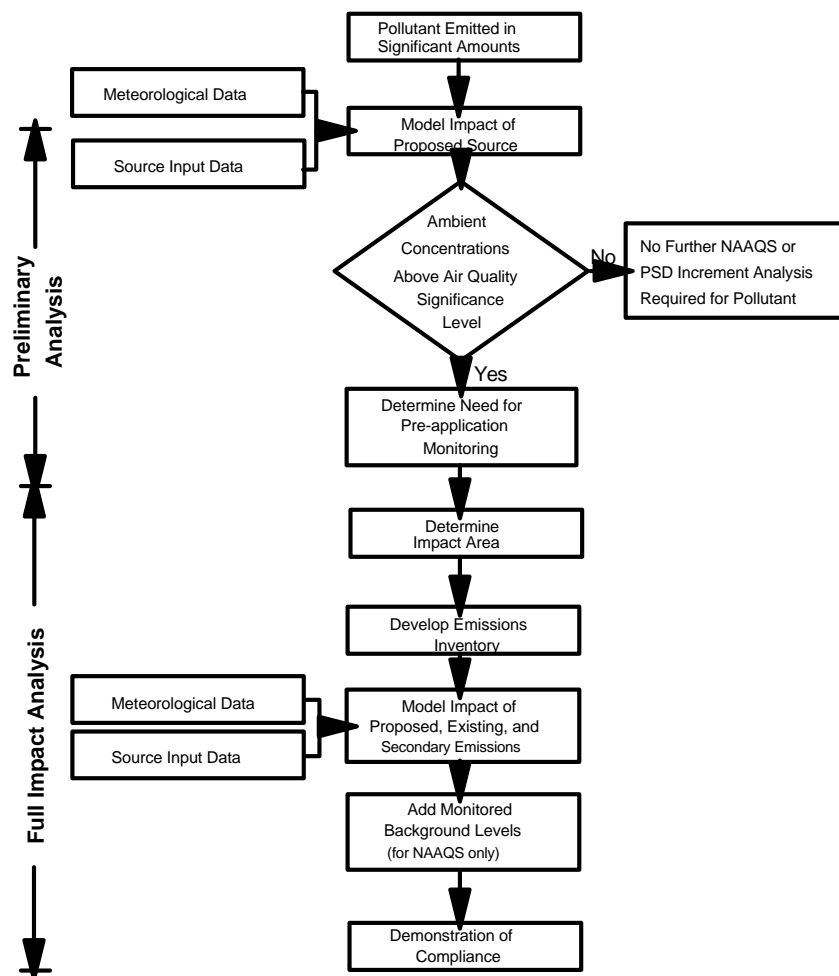 Pollutant Emitted in
Significant Amounts
Meteorological Data
Source Input Data
Model Impact of
Proposed Source
Ambient
Concentrations
Above Air Quality
Significance
Level
No
No Further NAAQS or
PSD Increment Analysis
Required for Pollutant
Yes
Determine Need for
Pre-application
Monitoring
Preliminary
Analysis
Determine
Impact Area
Develop Emissions
Inventory
Meteorological Data
Source Input Data
Model Impact of
Proposed, Existing, and
Secondary Emissions
Add Monitored
Background Levels
(for NAAQS only)
Demonstration of
Compliance
Full Impact Analysis